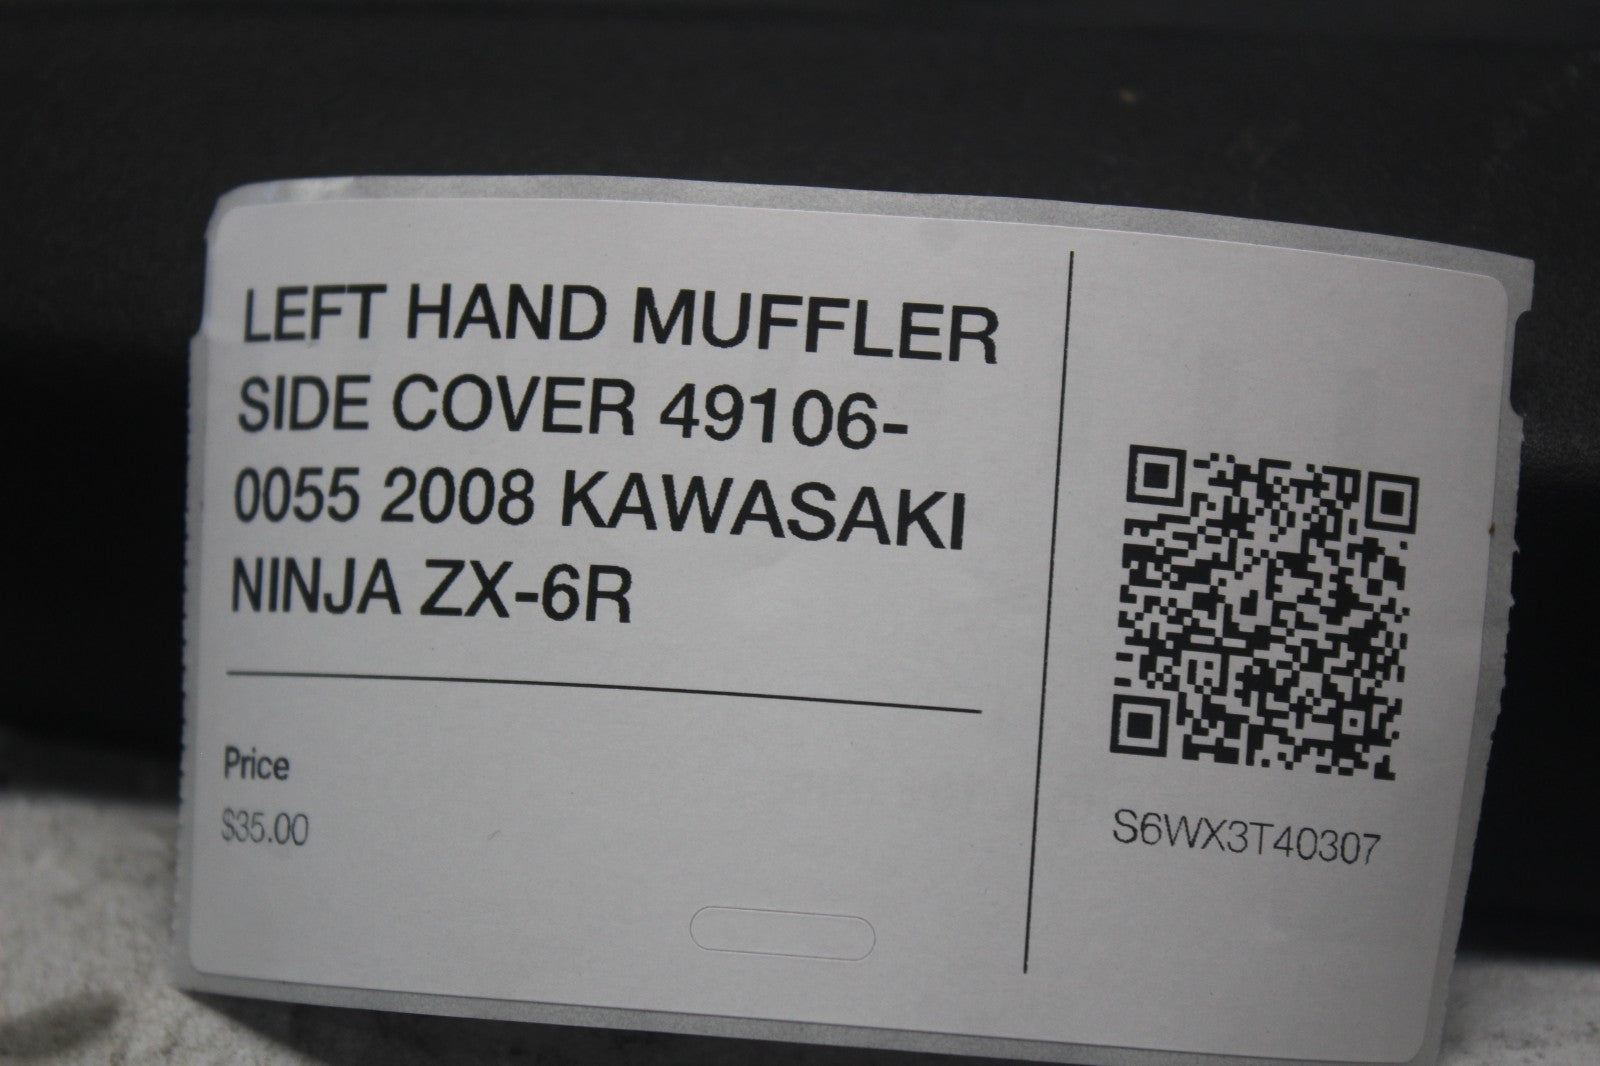 LEFT HAND MUFFLER
SIDE COVER 49106-
0055 2008 KAWASAKI
NINJA ZX-6R
Price
$35.00
S6WX3T40307